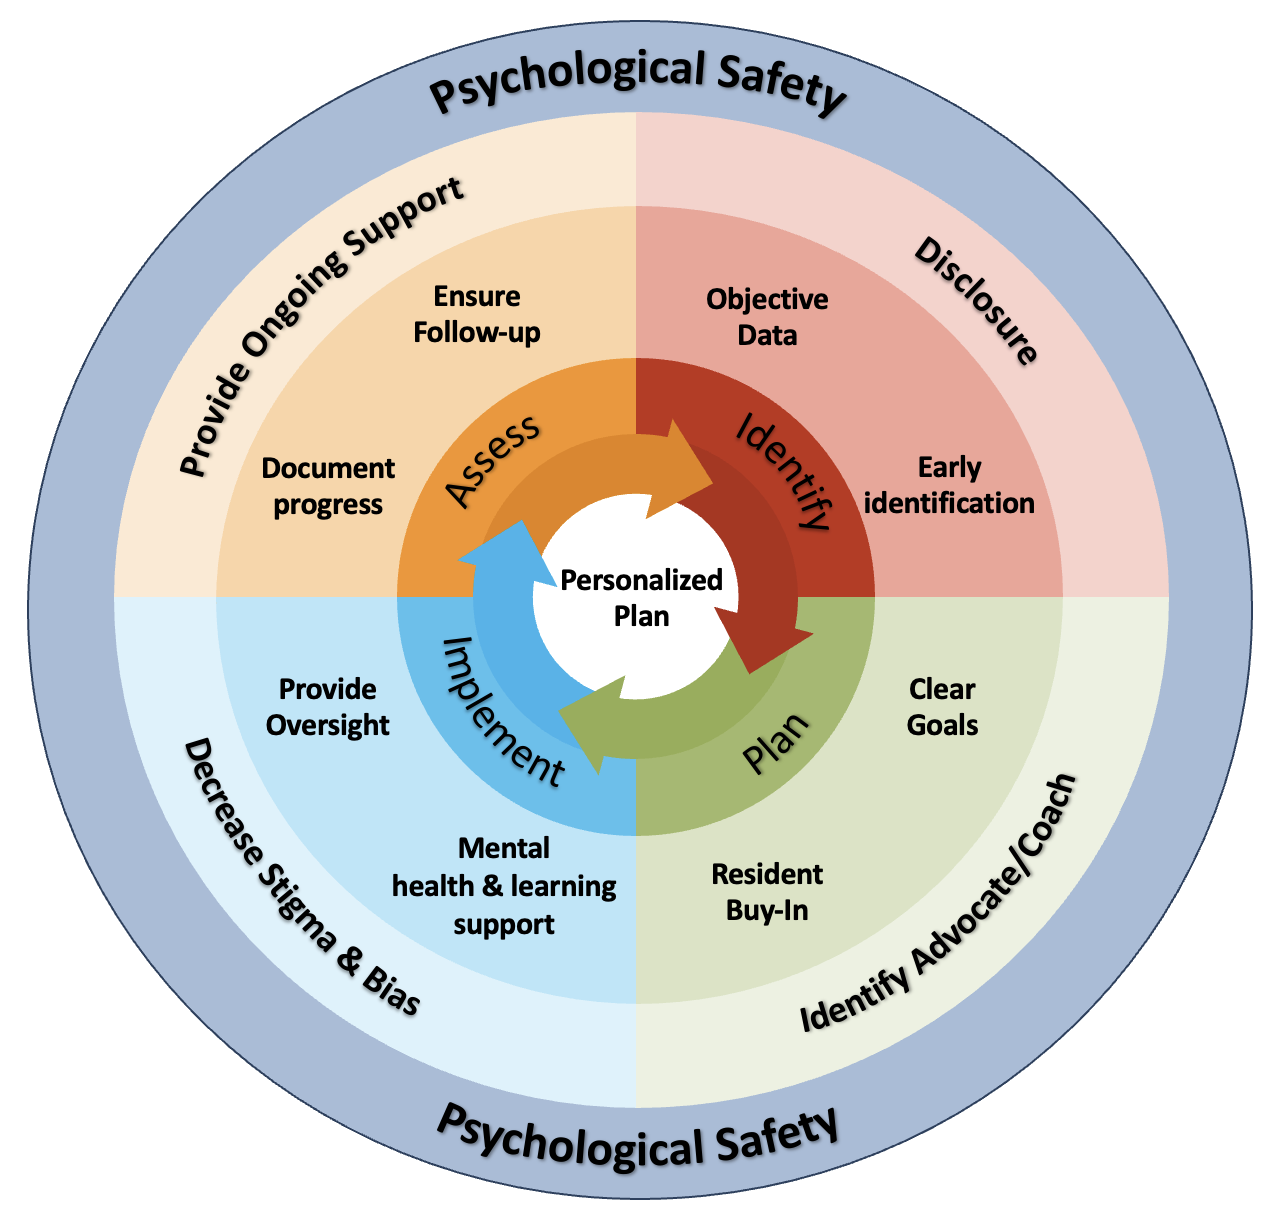 Psychological Safety
Provide Ongoing Support
Disclosure
Ensure
Follow-up
Objective
Data
Assess
Identify
Document
progress
Early
identification
Personalized
Plan
Implement
Plan
Provide
Oversight
Clear
Goals
Decrease Stigma & Bias
Identify Advocate/Coach
Mental
health & learning
support
Resident
Buy-In
Psychological Safety